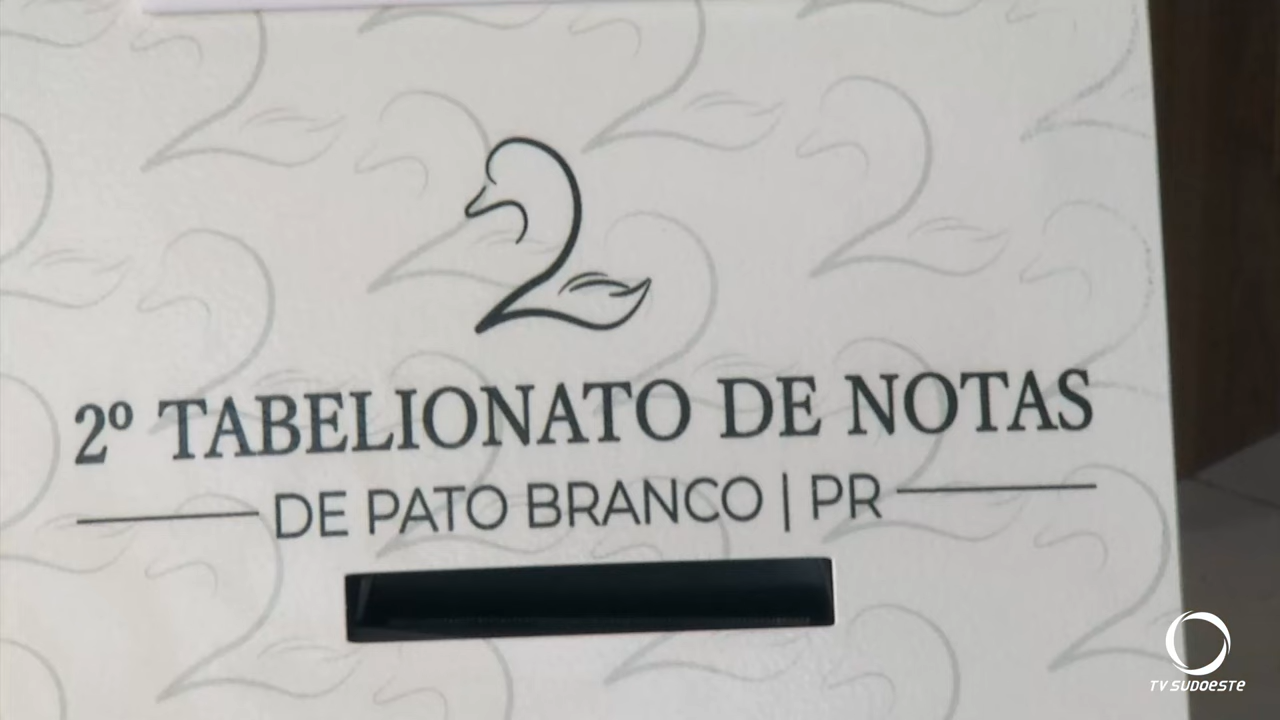 2º TABELIONATO DE NOTAS
DE PATO BRANCO | PR
TV SUDOESTE